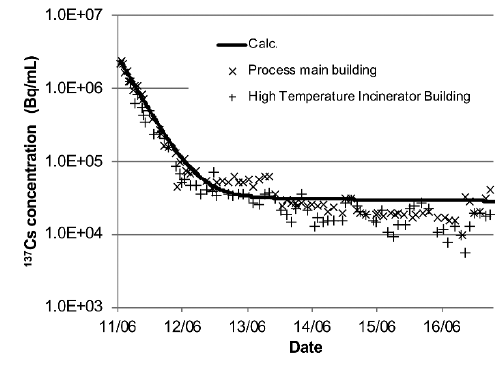 1.0E+07
Calc.
Process main building
1.0E+06
High Temperature Incinerator Building
1.0E+05
1.0E+04
1.0E+03
¹³⁷Cs concentration (Bq/mL)
11/06 12/06 13/06 14/06 15/06 16/06
Date